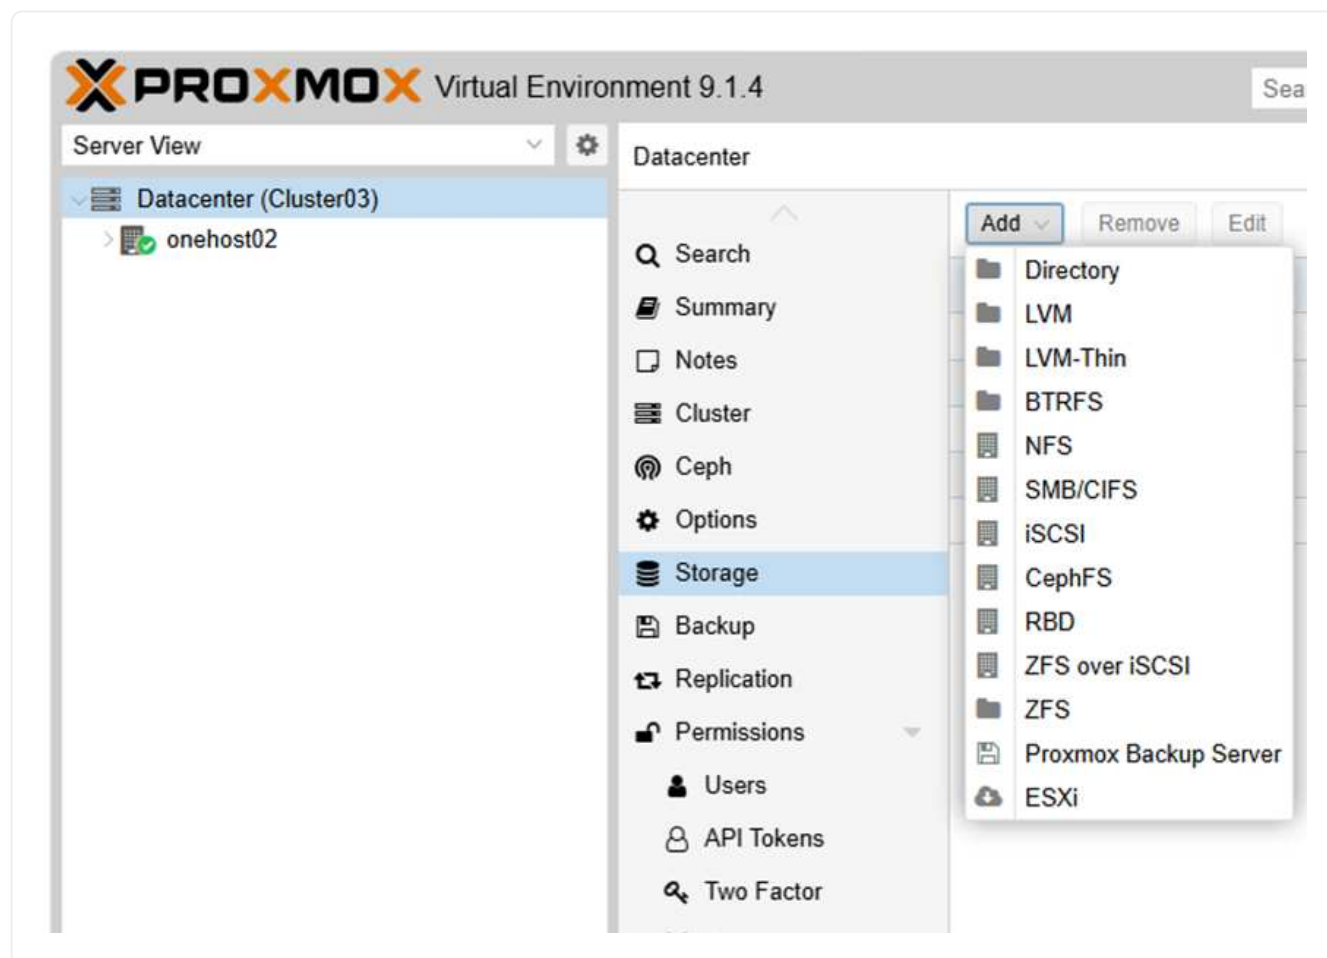 PROXMOX Virtual Environment 9.1.4
Sea
Server View
Datacenter (Cluster03)
onehost02
Datacenter
Search
Summary
Notes
Cluster
Ceph
Options
Storage
Backup
Replication
Permissions
Users
API Tokens
Two Factor
Add
Remove
Edit
Directory
LVM
LVM-Thin
BTRFS
NFS
SMB/CIFS
iSCSI
CephFS
RBD
ZFS over iSCSI
ZFS
Proxmox Backup Server
ESXi